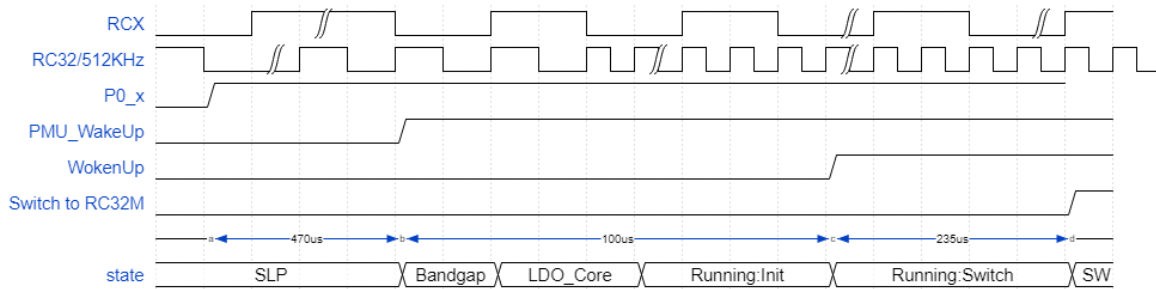 RCX
RC32/512KHz
P0_x
PMU_WakeUp
WokenUp
Switch to RC32M
a 470us b 100us c 235us d
state SLP Bandgap LDO_Core Running:Init Running:Switch SW